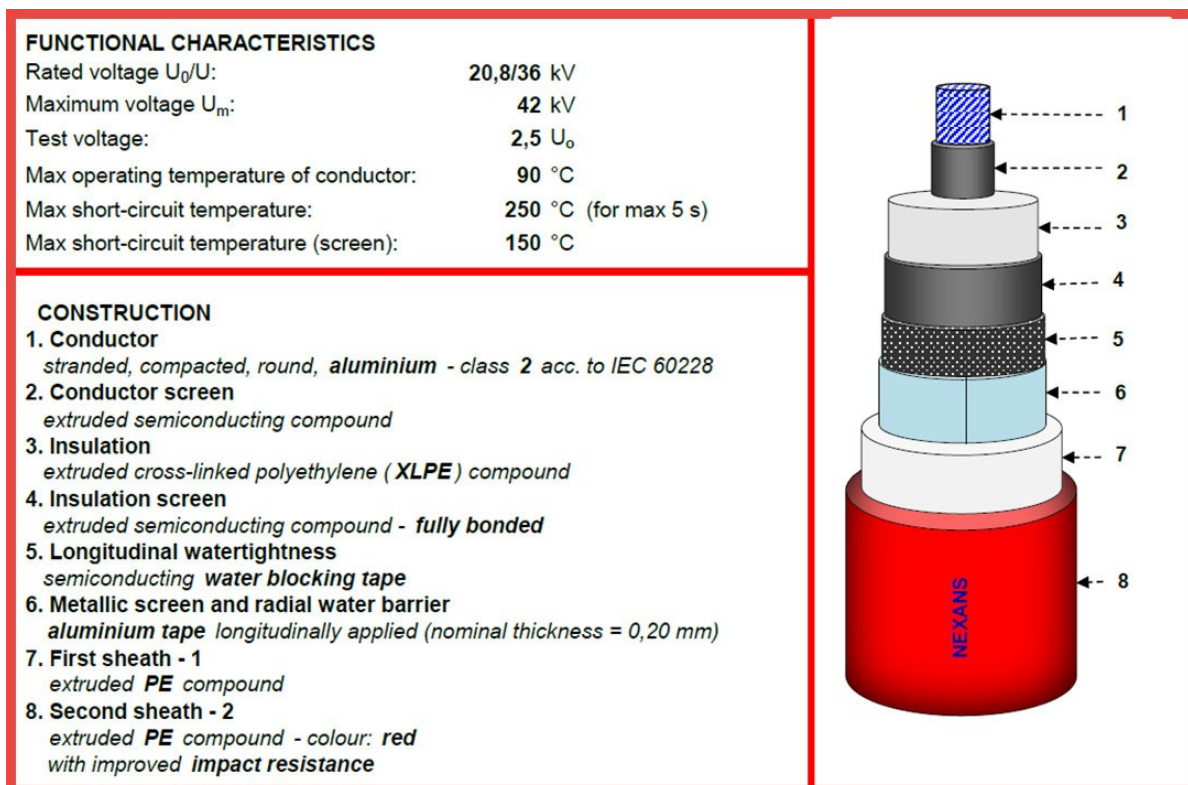 FUNCTIONAL CHARACTERISTICS
Rated voltage U₀/U: 20,8/36 kV
Maximum voltage Uₘ: 42 kV
Test voltage: 2,5 Uₒ
Max operating temperature of conductor: 90 °C
Max short-circuit temperature: 250 °C (for max 5 s)
Max short-circuit temperature (screen): 150 °C
CONSTRUCTION
1. Conductor
stranded, compacted, round, aluminium - class 2 acc. to IEC 60228
2. Conductor screen
extruded semiconducting compound
3. Insulation
extruded cross-linked polyethylene ( XLPE ) compound
4. Insulation screen
extruded semiconducting compound - fully bonded
5. Longitudinal watertightness
semiconducting water blocking tape
6. Metallic screen and radial water barrier
aluminium tape longitudinally applied (nominal thickness = 0,20 mm)
7. First sheath - 1
extruded PE compound
8. Second sheath - 2
extruded PE compound - colour: red
with improved impact resistance
1
2
3
4
5
6
7
8
NEXANS